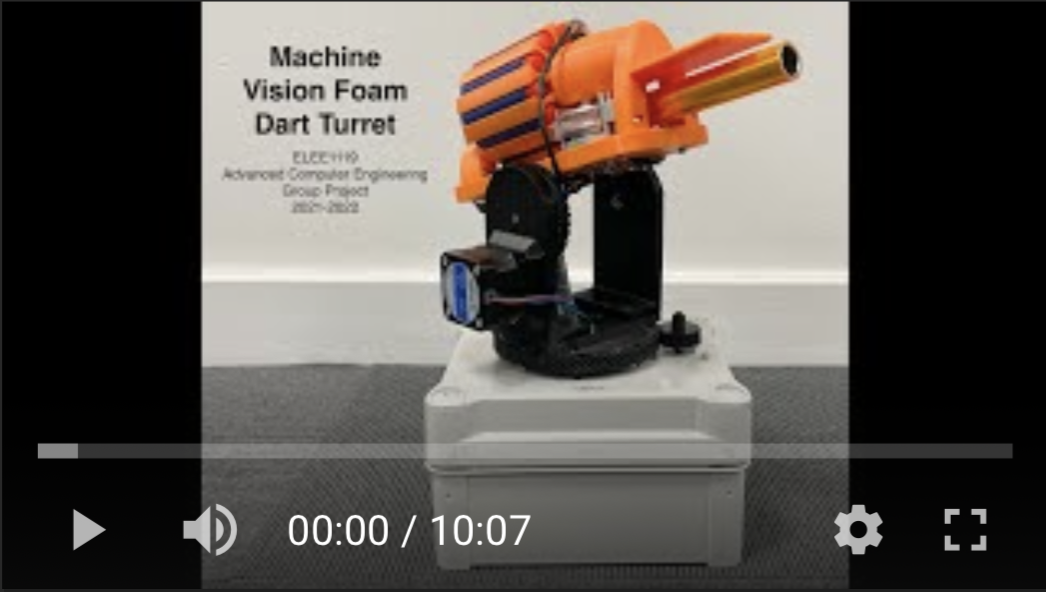 Machine
Vision Foam
Dart Turret
ELEE1119
Advanced Computer Engineering
Group Project
2021-2022
00:00 / 10:07